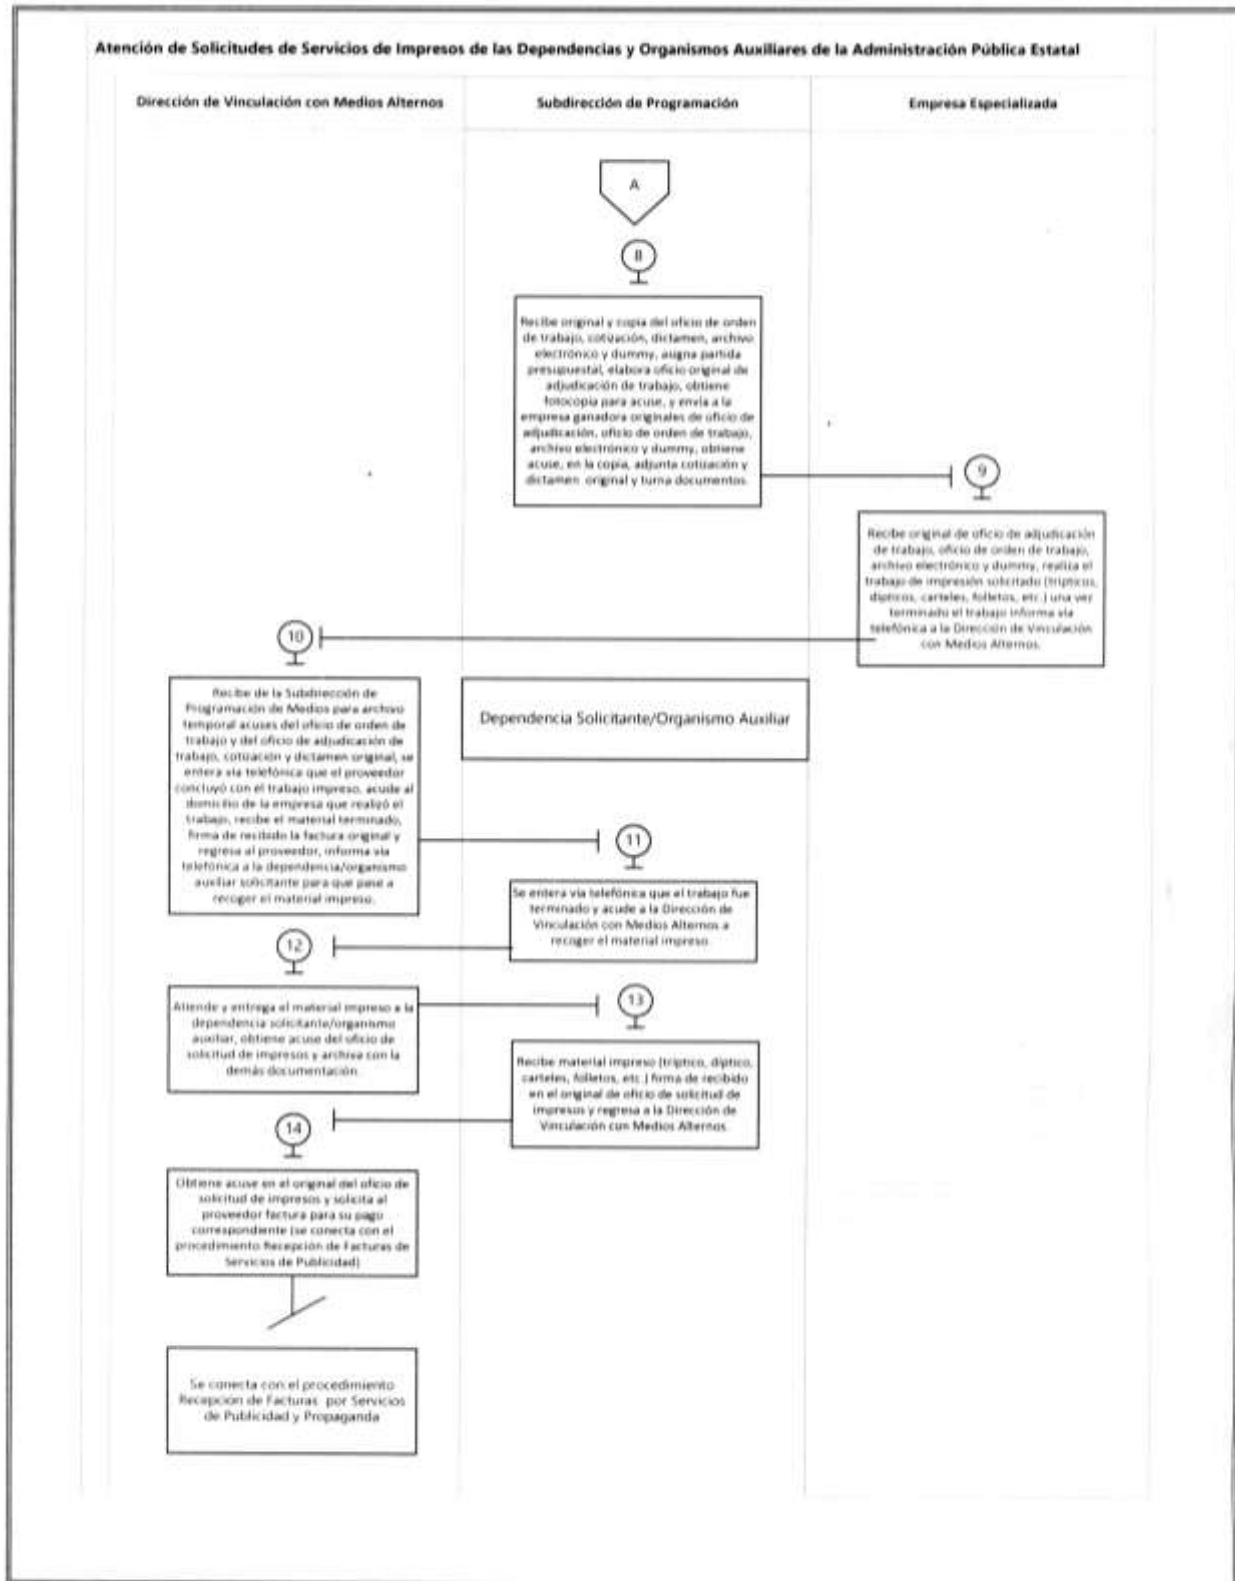 Atención de Solicitudes de Servicios de Impresos de las Dependencias y Organismos Auxiliares de la Administración Pública Estatal
Dirección de Vinculación con Medios Alternos
Subdirección de Programación
Empresa Especializada
A
8
Recibe original y copia del oficio de orden
de trabajo, cotización, dictamen, archivo
electrónico y dummy, asigna partida
presupuestal, elabora oficio original de
adjudicación de trabajo, obtiene
fotocopia para acuse, y envía a la
empresa ganadora originales de oficio de
adjudicación, oficio de orden de trabajo,
archivo electrónico y dummy, obtiene
acuse, en la copia, adjunta cotización y
dictamen original y turna documentos.
9
Recibe original de oficio de adjudicación
de trabajo, oficio de orden de trabajo,
archivo electrónico y dummy, realiza el
trabajo de impresión solicitado (trípticos,
dípticos, carteles, folletos, etc.) una ver
terminado el trabajo informa vía
telefónica a la Dirección de Vinculación
con Medios Alternos.
10
Recibe de la Subdirección de
Programación de Medios para archivo
temporal acuses del oficio de orden de
trabajo y del oficio de adjudicación de
trabajo, cotización y dictamen original, se
entera vía telefónica que el proveedor
concluyó con el trabajo impreso, acude al
domicilio de la empresa que realizó el
trabajo, recibe el material terminado,
firma de recibido la factura original y
regresa al proveedor, informa vía
telefónica a la dependencia/organismo
auxiliar solicitante para que pase a
recoger el material impreso.
Dependencia Solicitante/Organismo Auxiliar
11
Se entera vía telefónica que el trabajo fue
terminado y acude a la Dirección de
Vinculación con Medios Alternos a
recoger el material impreso.
12
Atiende y entrega el material impreso a la
dependencia solicitante/organismo
auxiliar, obtiene acuse del oficio de
solicitud de impresos y archiva con la
demás documentación.
13
Recibe material impreso (tríptico, díptico,
carteles, folletos, etc.) firma de recibido
en el original de oficio de solicitud de
impresos y regresa a la Dirección de
Vinculación con Medios Alternos.
14
Obtiene acuse en el original del oficio de
solicitud de impresos y solicita al
proveedor factura para su pago
correspondiente (se conecta con el
procedimiento Recepción de Facturas de
Servicios de Publicidad)
Se conecta con el procedimiento
Recepción de Facturas por Servicios
de Publicidad y Propaganda